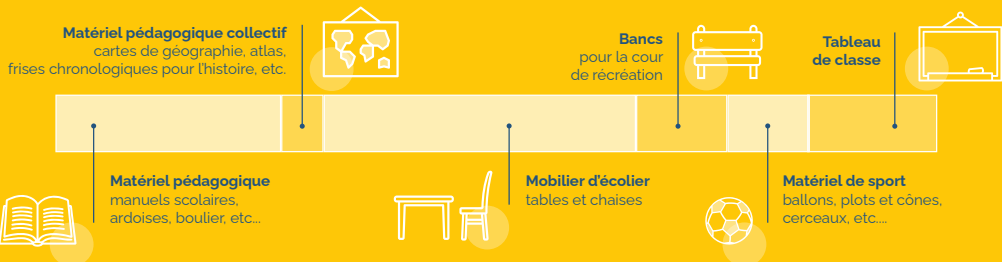 Matériel pédagogique collectif
cartes de géographie, atlas,
frises chronologiques pour l'histoire, etc.
Bancs
pour la cour
de récréation
Tableau
de classe
Matériel pédagogique
manuels scolaires,
ardoises, boulier, etc...
Mobilier d'écolier
tables et chaises
Matériel de sport
ballons, plots et cônes,
cerceaux, etc....